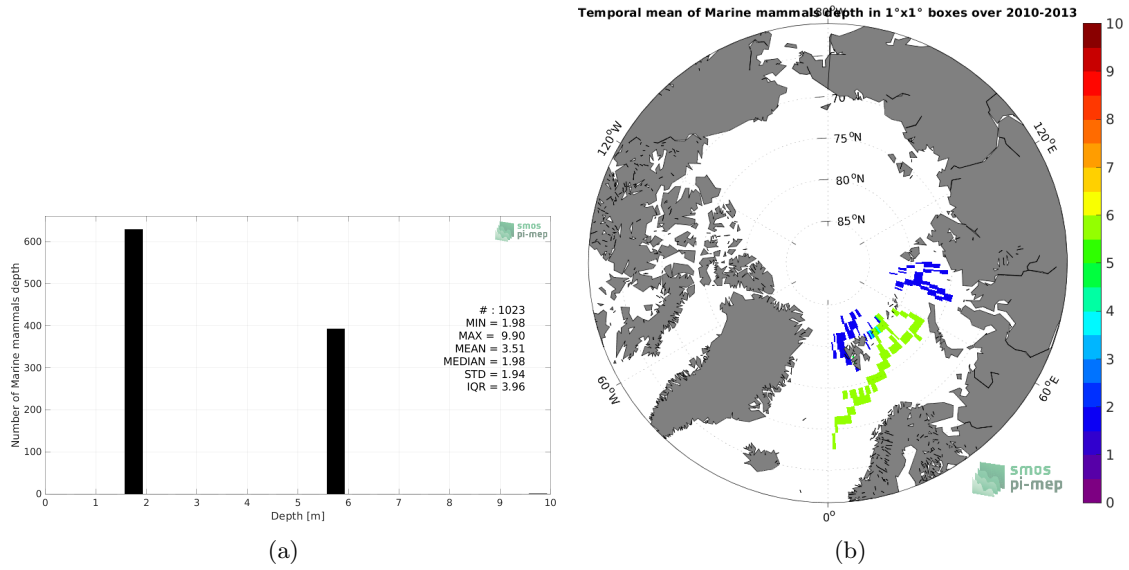 Temporal mean of Marine mammals depth in 1°x1° boxes over 2010-2013
180°W
120°W
60°W
0°
60°E
120°E
70°N
75°N
80°N
85°N
10
9
8
7
6
5
4
3
2
1
0
smos
pi-mep
Number of Marine mammals depth
600
500
400
300
200
100
0
smos
pi-mep
# : 1023
MIN = 1.98
MAX = 9.90
MEAN = 3.51
MEDIAN = 1.98
STD = 1.94
IQR = 3.96
0 1 2 3 4 5 6 7 8 9 10
Depth [m]
(a)
(b)